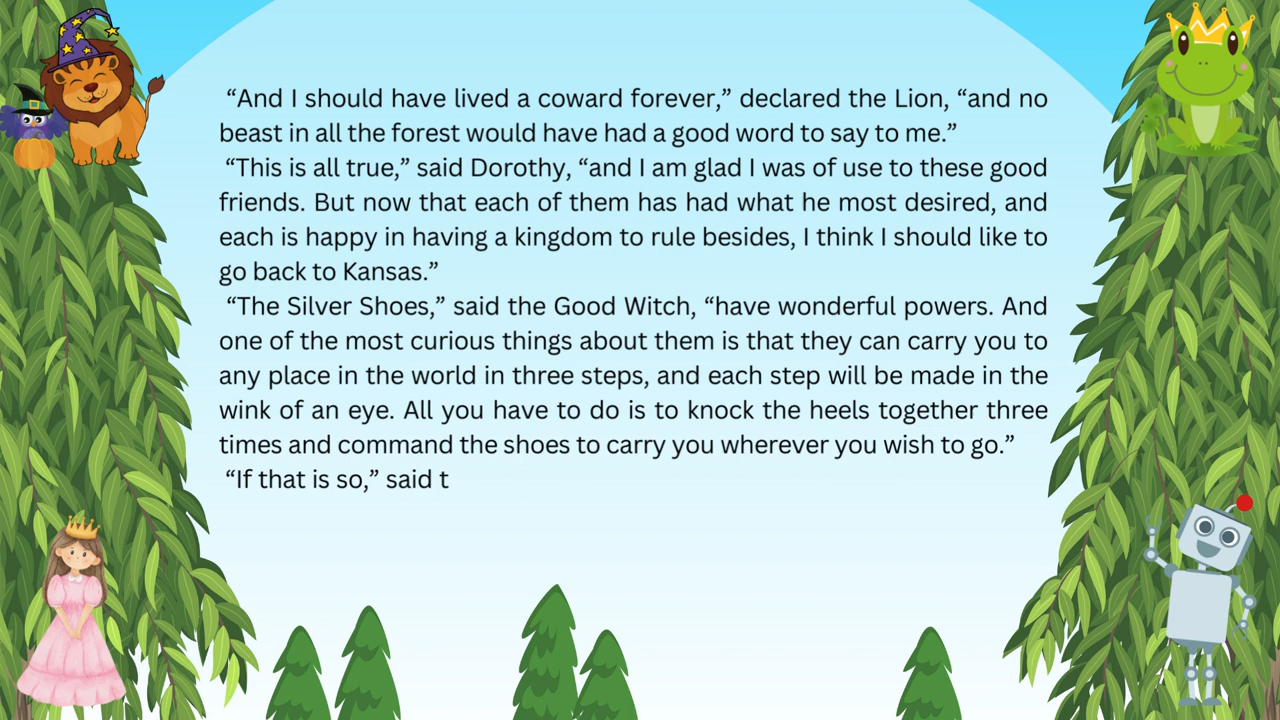 “And I should have lived a coward forever,” declared the Lion, “and no
beast in all the forest would have had a good word to say to me.”
“This is all true,” said Dorothy, “and I am glad I was of use to these good
friends. But now that each of them has had what he most desired, and
each is happy in having a kingdom to rule besides, I think I should like to
go back to Kansas.”
“The Silver Shoes,” said the Good Witch, “have wonderful powers. And
one of the most curious things about them is that they can carry you to
any place in the world in three steps, and each step will be made in the
wink of an eye. All you have to do is to knock the heels together three
times and command the shoes to carry you wherever you wish to go.”
“If that is so,” said t